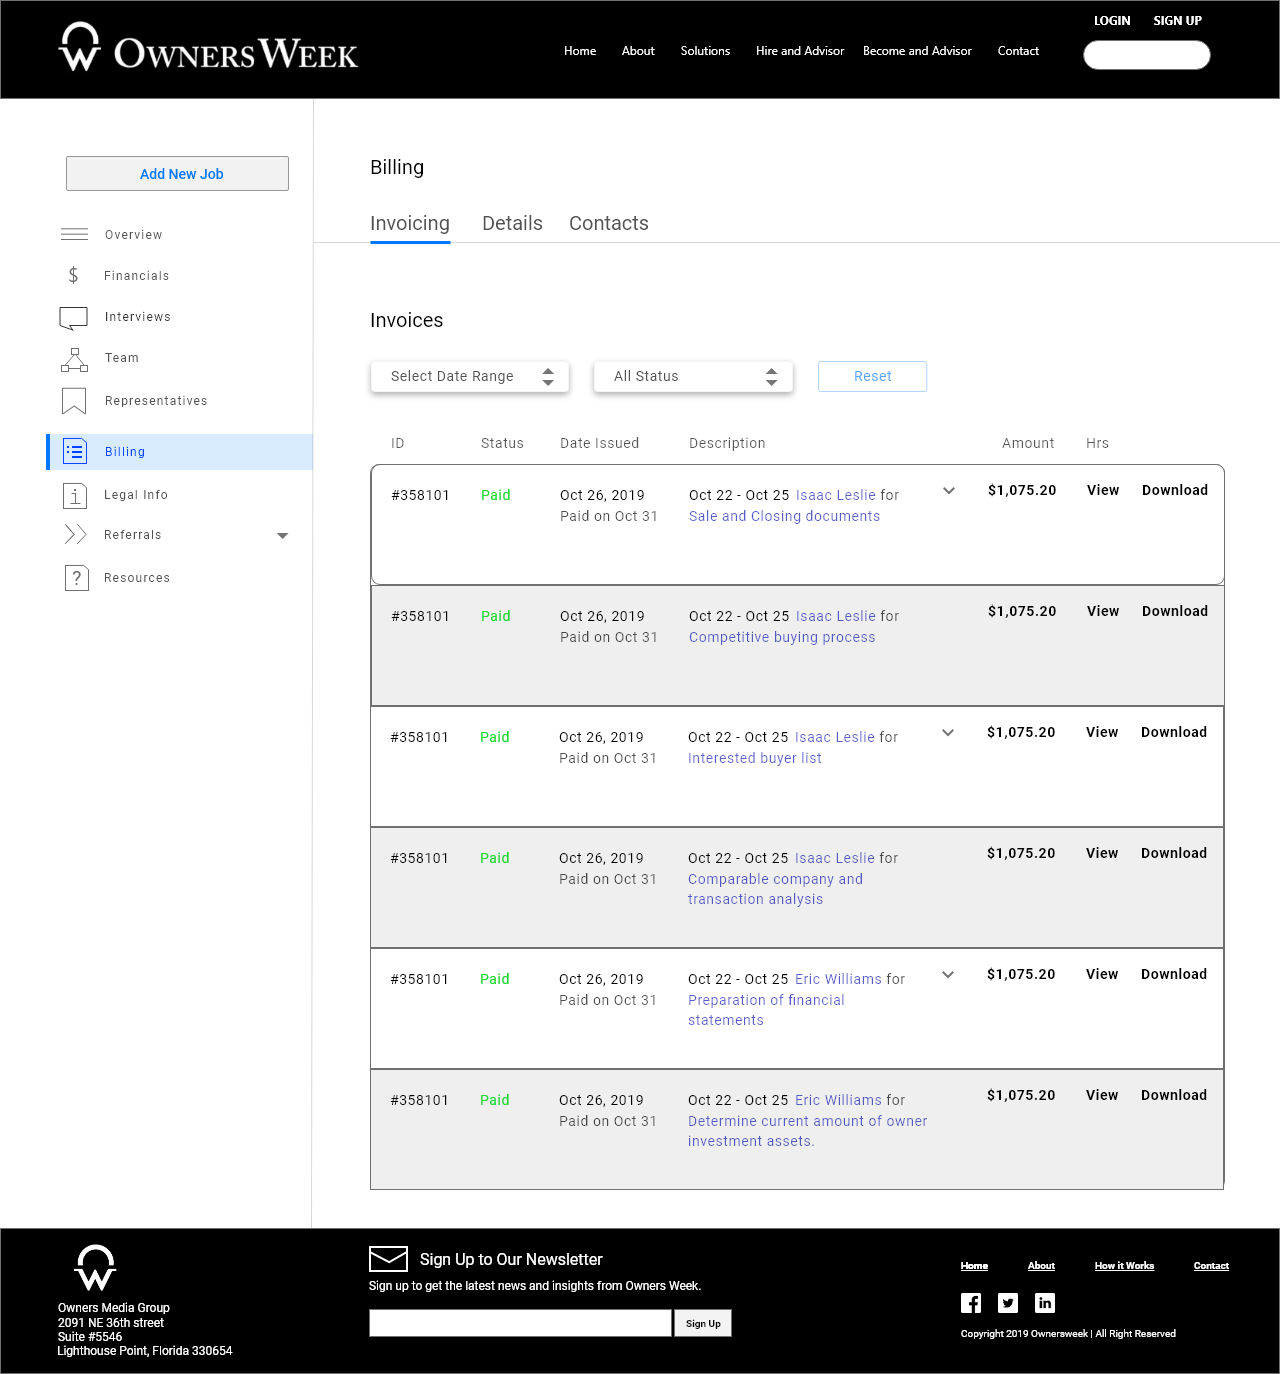 OWNERSWEEK
LOGIN SIGN UP
Home About Solutions Hire and Advisor Become and Advisor Contact
Add New Job
Overview
$ Financials
Interviews
Team
Representatives
Billing
Legal Info
Referrals
? Resources
Billing
Invoicing Details Contacts
Invoices
Select Date Range All Status Reset
ID Status Date Issued Description Amount Hrs
#358101 Paid Oct 26, 2019 Oct 22 - Oct 25 Isaac Leslie for $1,075.20 View Download
Paid on Oct 31 Sale and Closing documents
#358101 Paid Oct 26, 2019 Oct 22 - Oct 25 Isaac Leslie for $1,075.20 View Download
Paid on Oct 31 Competitive buying process
#358101 Paid Oct 26, 2019 Oct 22 - Oct 25 Isaac Leslie for $1,075.20 View Download
Paid on Oct 31 Interested buyer list
#358101 Paid Oct 26, 2019 Oct 22 - Oct 25 Isaac Leslie for $1,075.20 View Download
Paid on Oct 31 Comparable company and
transaction analysis
#358101 Paid Oct 26, 2019 Oct 22 - Oct 25 Eric Williams for $1,075.20 View Download
Paid on Oct 31 Preparation of financial
statements
#358101 Paid Oct 26, 2019 Oct 22 - Oct 25 Eric Williams for $1,075.20 View Download
Paid on Oct 31 Determine current amount of owner
investment assets.
Owners Media Group
2091 NE 36th street
Suite #5546
Lighthouse Point, Florida 330654
Sign Up to Our Newsletter
Sign up to get the latest news and insights from Owners Week.
Sign Up
Home About How it Works Contact
Copyright 2019 Ownersweek | All Right Reserved